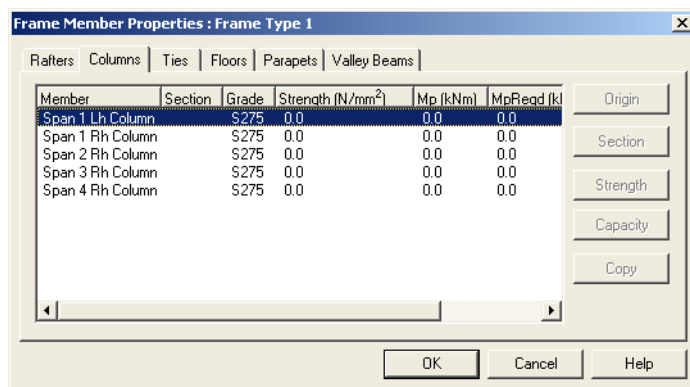 Frame Member Properties : Frame Type 1
Rafters Columns Ties Floors Parapets Valley Beams
Member Section Grade Strength (N/mm²) Mp (kNm) MpReqd (kl
Span 1 Lh Column S275 0.0 0.0 0.0
Span 1 Rh Column S275 0.0 0.0 0.0
Span 2 Rh Column S275 0.0 0.0 0.0
Span 3 Rh Column S275 0.0 0.0 0.0
Span 4 Rh Column S275 0.0 0.0 0.0
Origin
Section
Strength
Capacity
Copy
OK Cancel Help